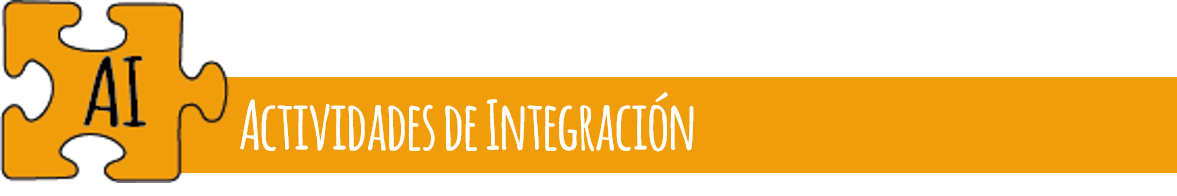 AI
ACTIVIDADES DE INTEGRACIÓN